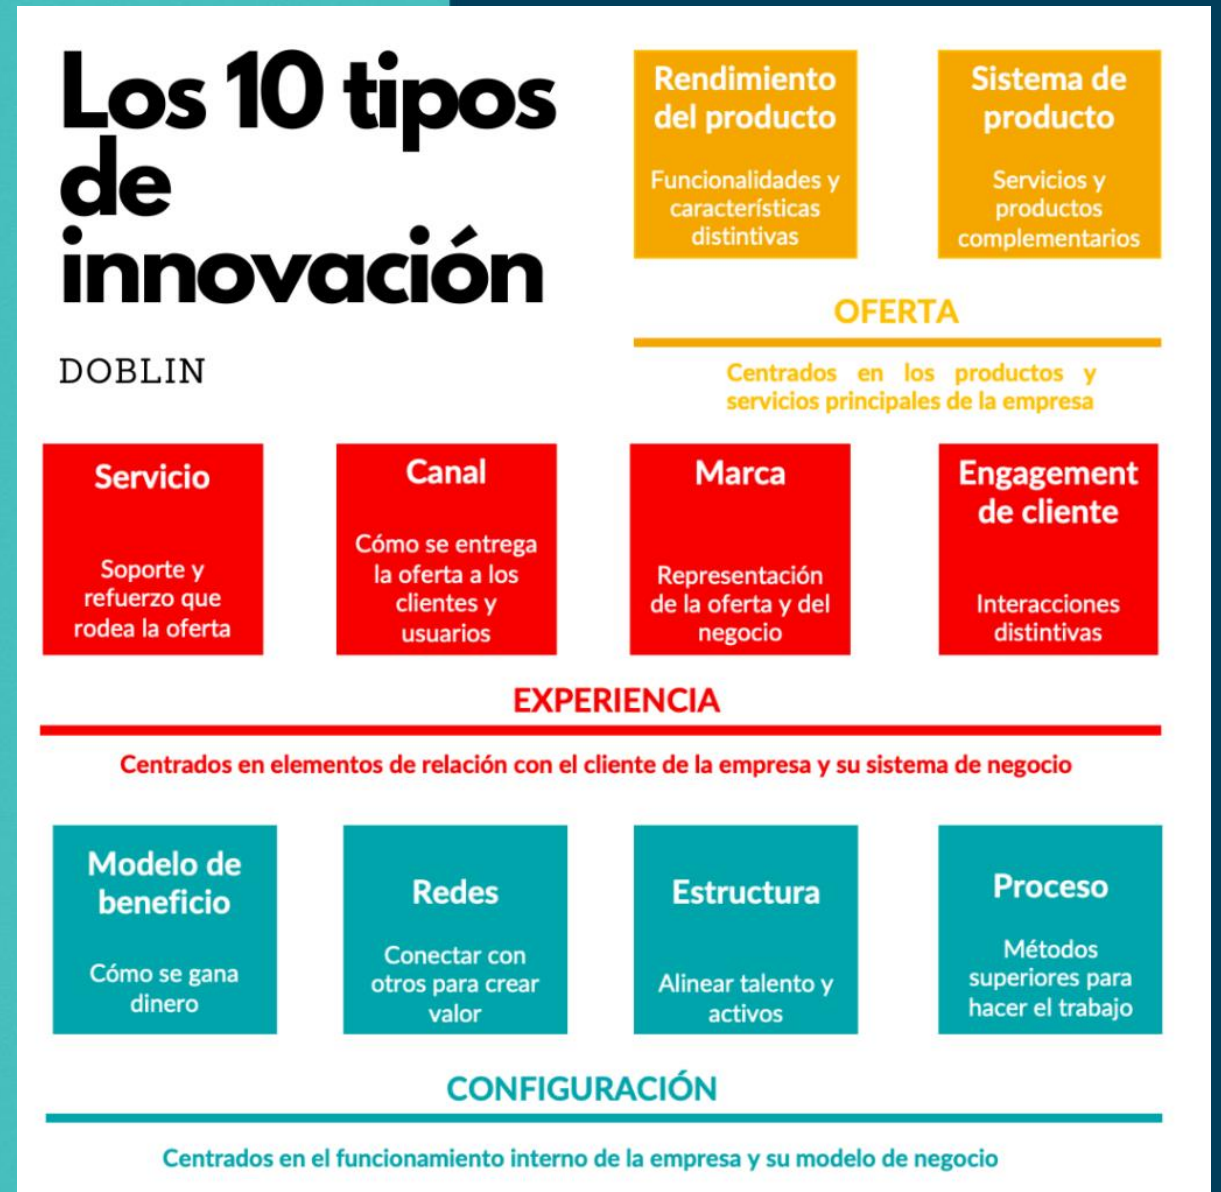 Los 10 tipos
de
innovación
DOBLIN
Rendimiento
del producto
Funcionalidades y
características
distintivas
Sistema de
producto
Servicios y
productos
complementarios
OFERTA
Centrados en los productos y
servicios principales de la empresa
Servicio
Soporte y
refuerzo que
rodea la oferta
Canal
Cómo se entrega
la oferta a los
clientes y
usuarios
Marca
Representación
de la oferta y del
negocio
Engagement
de cliente
Interacciones
distintivas
EXPERIENCIA
Centrados en elementos de relación con el cliente de la empresa y su sistema de negocio
Modelo de
beneficio
Cómo se gana
dinero
Redes
Conectar con
otros para crear
valor
Estructura
Alinear talento y
activos
Proceso
Métodos
superiores para
hacer el trabajo
CONFIGURACIÓN
Centrados en el funcionamiento interno de la empresa y su modelo de negocio